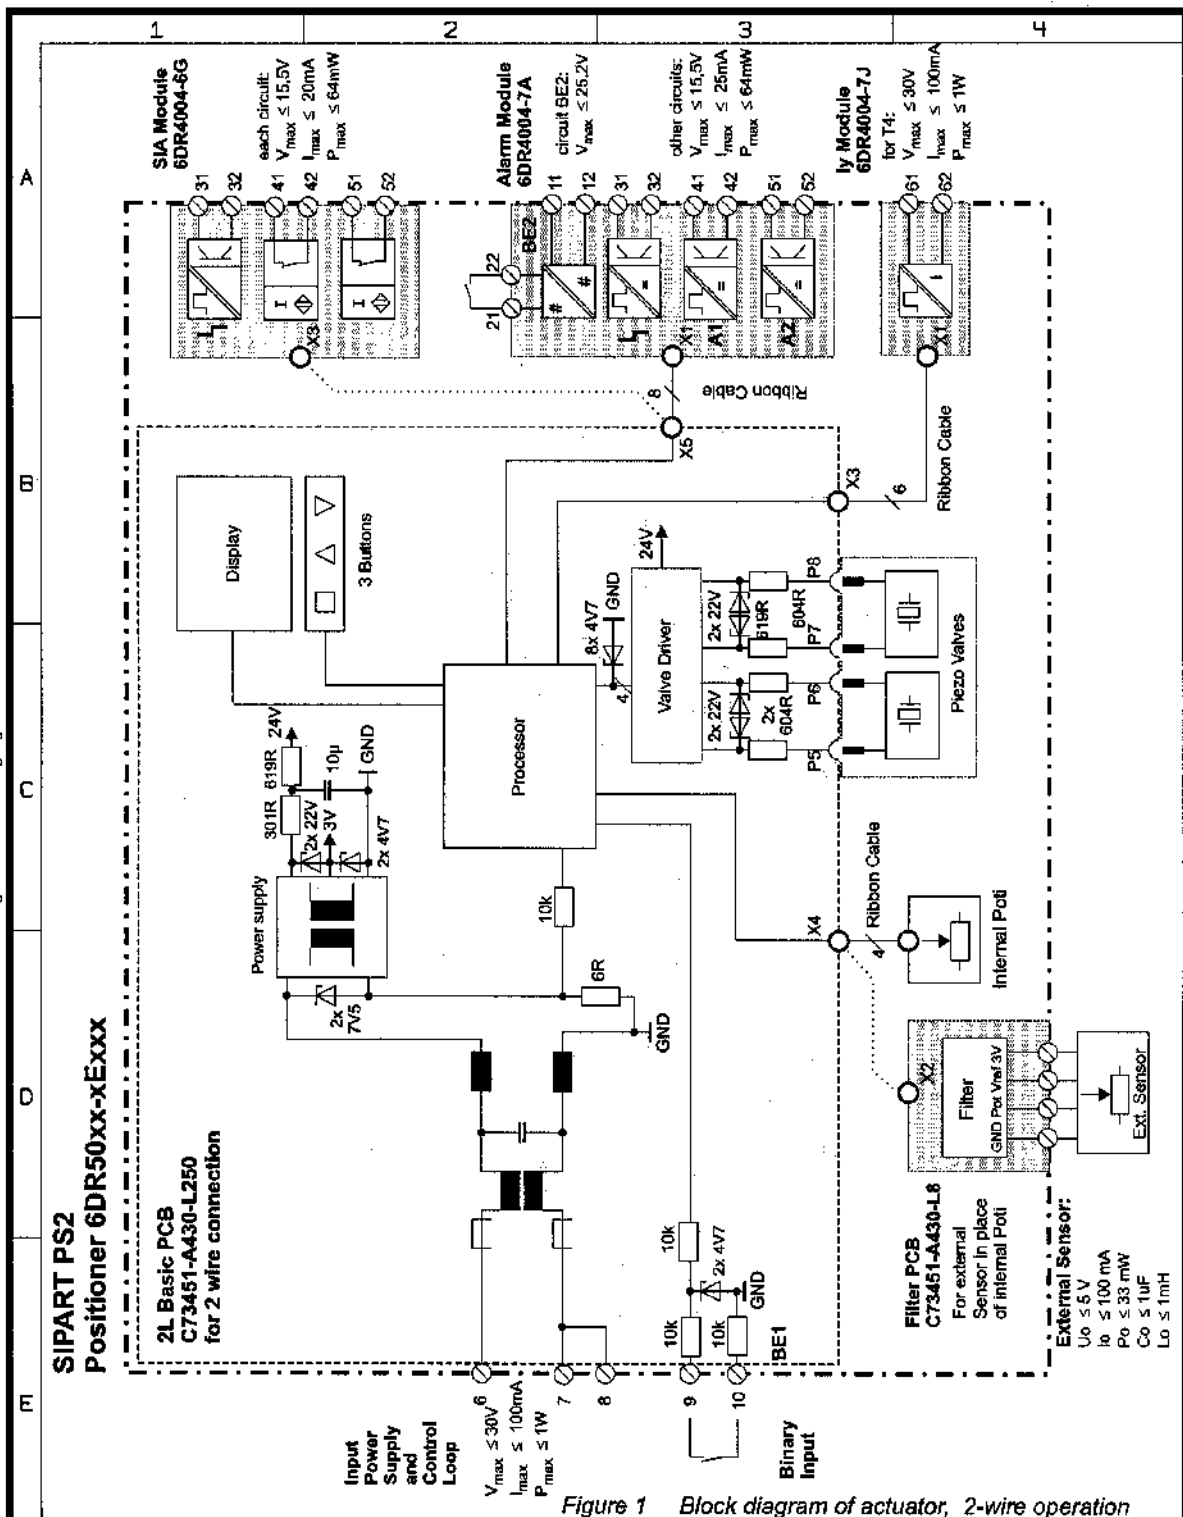 1 2 3 4
A
B
C
D
E
SIPART PS2
Positioner 6DR50xx-xExxx
2L Basic PCB
C73451-A430-L250
for 2 wire connection
SIA Module
6DR4004-6G
each circuit:
Vmax ≤ 15,5V
Imax ≤ 20mA
Pmax ≤ 64mW
31
32
41
42
51
52
X3
Alarm Module
6DR4004-7A
circuit BE2:
Vmax ≤ 25.2V
other circuits:
Vmax ≤ 15,5V
Imax ≤ 25mA
Pmax ≤ 64mW
21
22
BE2
11
12
31
32
41
42
51
52
#
#
=
=
=
A1
A2
X1
Iy Module
6DR4004-7J
for T4:
Vmax ≤ 30V
Imax ≤ 100mA
Pmax ≤ 1W
61
62
I
X1
I
I
8
Ribbon Cable
X5
X3
6
Ribbon Cable
Display
3 Buttons
Processor
Power supply
301R
619R
24V
2x 22V
10µ
3V
GND
2x 4V7
2x
7V5
10k
6R
GND
8x 4V7
GND
4
Valve Driver
24V
2x 22V
2x
604R
2x 22V
619R
604R
P5
P6
P7
P8
Piezo Valves
X4
4
Ribbon Cable
Internal Poti
X2
Filter
GND Pot Vref 3V
Ext. Sensor
Filter PCB
C73451-A430-L8
For external
Sensor in place
of internal Poti
External Sensor:
Uo ≤ 5 V
Io ≤ 100 mA
Po ≤ 33 mW
Co ≤ 1uF
Lo ≤ 1mH
10k
10k
10k
2x 4V7
GND
BE1
Input
Power
Supply
and
Control
Loop
Vmax ≤ 30V
Imax ≤ 100mA
Pmax ≤ 1W
6
7
8
9
10
Binary
Input
Figure 1 Block diagram of actuator, 2-wire operation